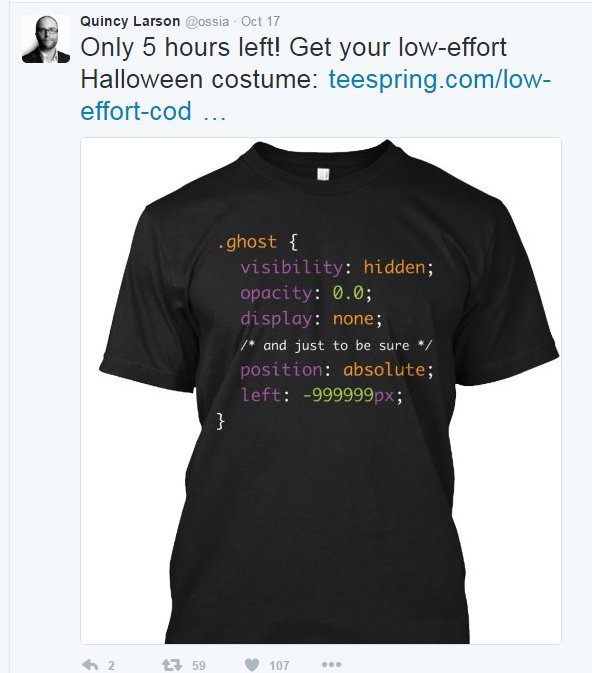 Quincy Larson @ossia · Oct 17
Only 5 hours left! Get your low-effort
Halloween costume: teespring.com/low-
effort-cod …
.ghost {
visibility: hidden;
opacity: 0.0;
display: none;
/* and just to be sure */
position: absolute;
left: -999999px;
}
2 59 107 •••